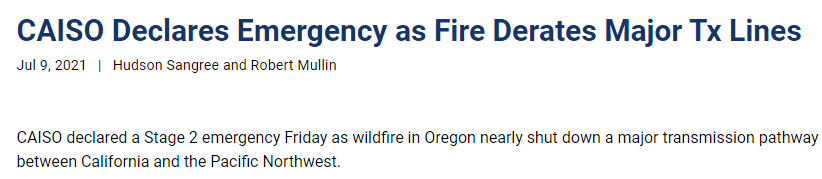 CAISO Declares Emergency as Fire Derates Major Tx Lines
Jul 9, 2021 | Hudson Sangree and Robert Mullin
CAISO declared a Stage 2 emergency Friday as wildfire in Oregon nearly shut down a major transmission pathway
between California and the Pacific Northwest.